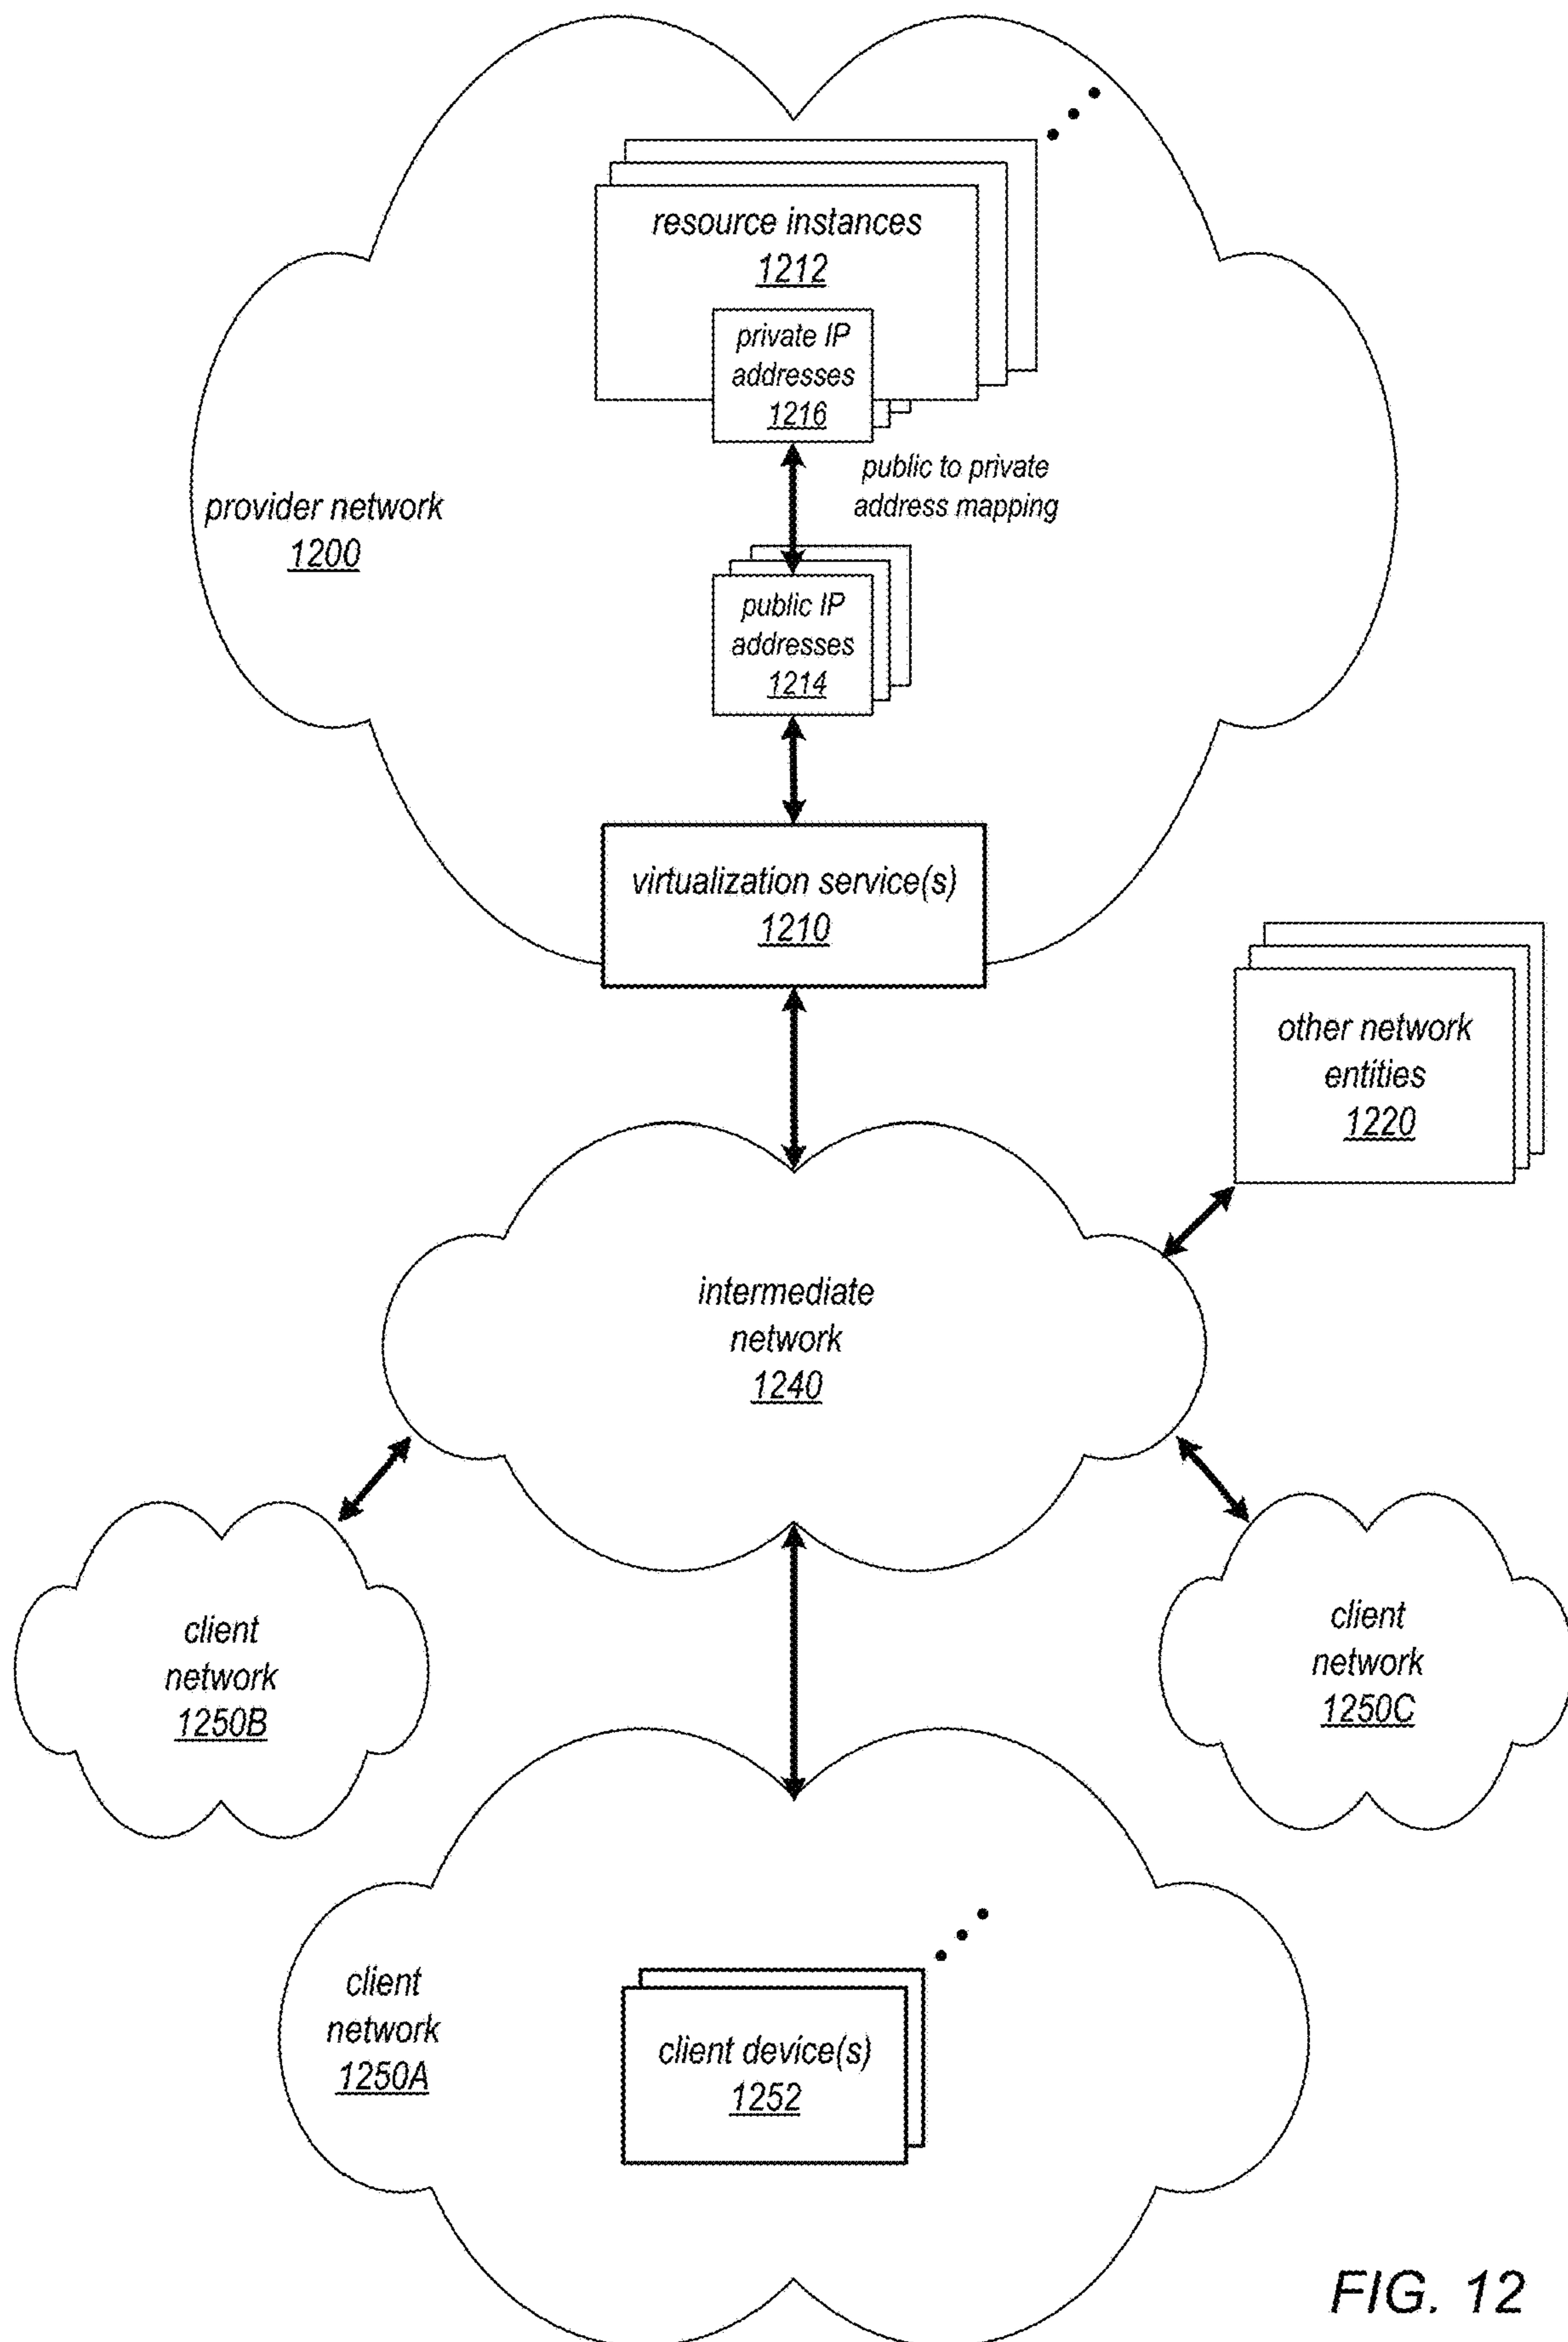 resource instances
1212
private IP
addresses
1216
public to private
address mapping
provider network
1200
public IP
addresses
1214
virtualization service(s)
1210
other network
entities
1220
intermediate
network
1240
client
network
1250B
client
network
1250C
client
network
1250A
client device(s)
1252
FIG. 12